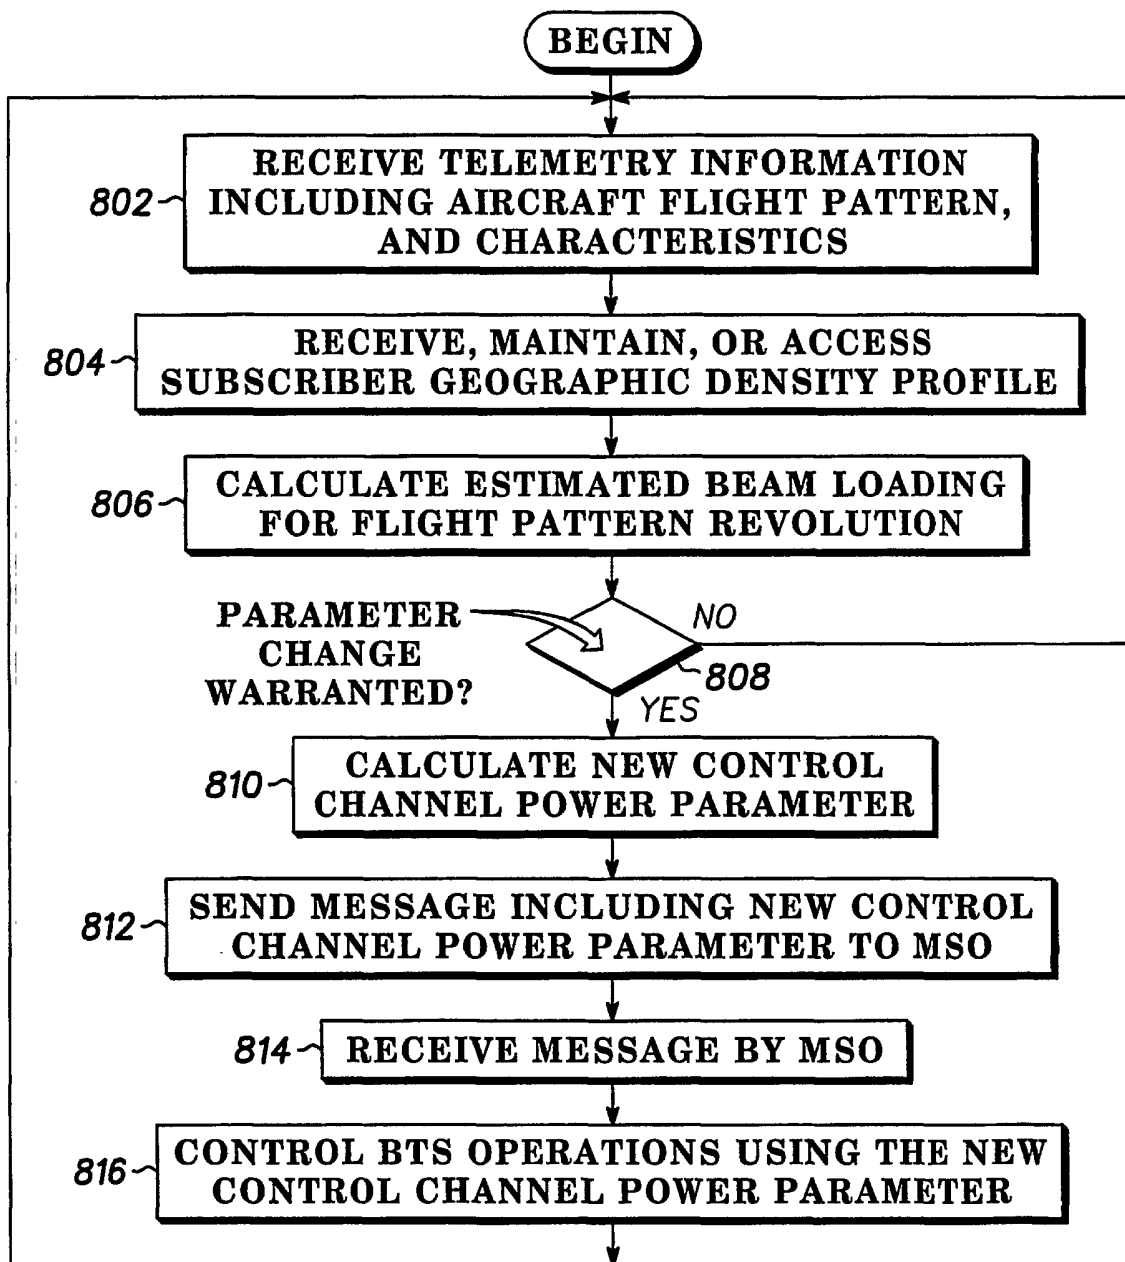 BEGIN
RECEIVE TELEMETRY INFORMATION
INCLUDING AIRCRAFT FLIGHT PATTERN,
AND CHARACTERISTICS
802
RECEIVE, MAINTAIN, OR ACCESS
SUBSCRIBER GEOGRAPHIC DENSITY PROFILE
804
CALCULATE ESTIMATED BEAM LOADING
FOR FLIGHT PATTERN REVOLUTION
806
PARAMETER
CHANGE
WARRANTED?
NO
808
YES
CALCULATE NEW CONTROL
CHANNEL POWER PARAMETER
810
SEND MESSAGE INCLUDING NEW CONTROL
CHANNEL POWER PARAMETER TO MSO
812
RECEIVE MESSAGE BY MSO
814
CONTROL BTS OPERATIONS USING THE NEW
CONTROL CHANNEL POWER PARAMETER
816